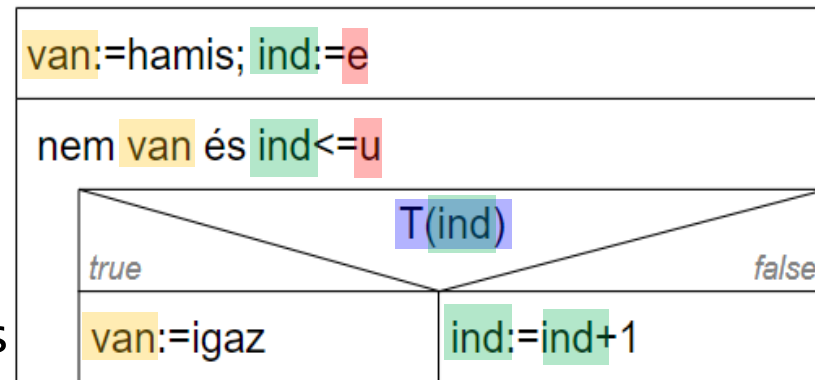 van:=hamis; ind:=e
nem van és ind<=u
T(ind)
true false
s van:=igaz ind:=ind+1